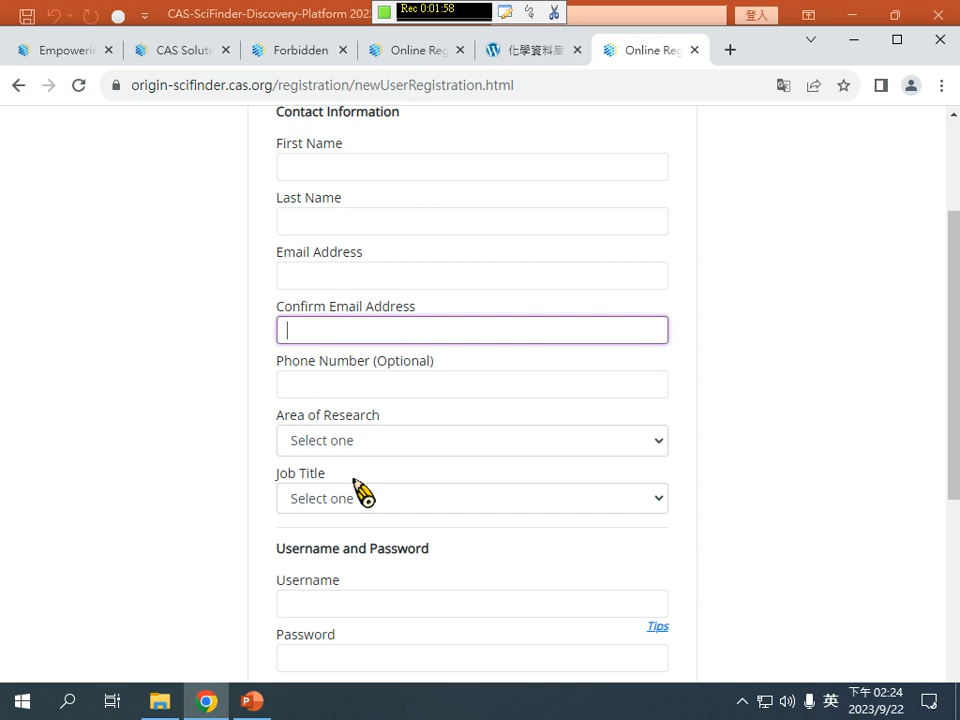 CAS-SciFinder-Discovery-Platform 202
Rec 0:01:58
登入
Empowerin
CAS Soluti
Forbidden
Online Reg
化學資料庫
Online Reg
origin-scifinder.cas.org/registration/newUserRegistration.html
Contact Information
First Name
Last Name
Email Address
Confirm Email Address
Phone Number (Optional)
Area of Research
Select one
Job Title
Select one
Username and Password
Username
Tips
Password
英
下午 02:24
2023/9/22